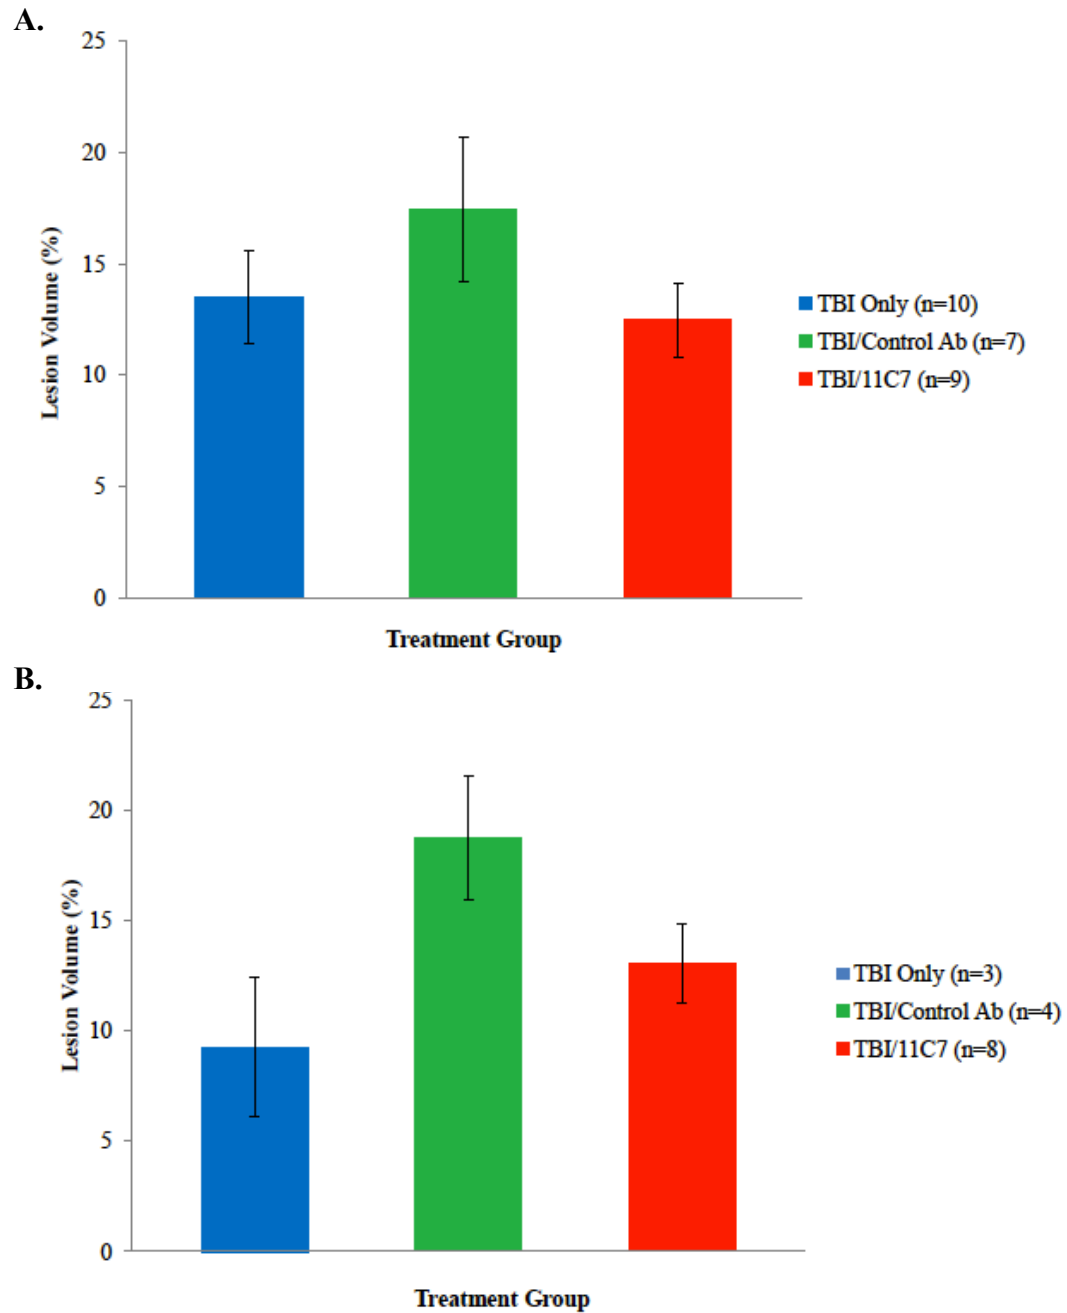 A.
25
20
15
10
5
0
Lesion Volume (%)
Treatment Group
TBI Only (n=10)
TBI/Control Ab (n=7)
TBI/11C7 (n=9)
B.
25
20
15
10
5
0
Lesion Volume (%)
Treatment Group
TBI Only (n=3)
TBI/Control Ab (n=4)
TBI/11C7 (n=8)